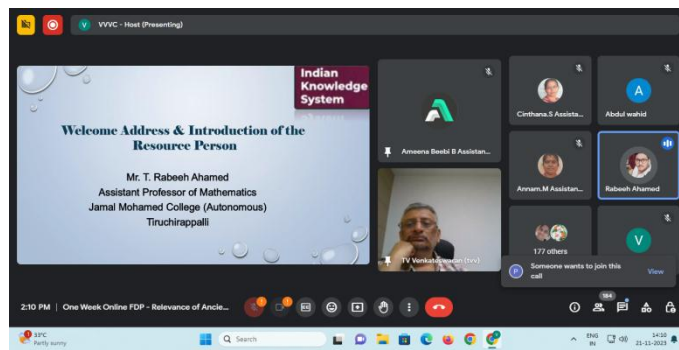 V
VVVC - Host (Presenting)
Indian
Knowledge
System
Welcome Address & Introduction of the
Resource Person
Mr. T. Rabeeh Ahamed
Assistant Professor of Mathematics
Jamal Mohamed College (Autonomous)
Tiruchirappalli
Ameena Beebi B Assistan...
TV Venkateswaran (tvv)
Cinthana.S Assista...
A
Abdul wahid
Annam.M Assistan...
Rabeeh Ahamed
177 others
V
P
Someone wants to join this
call
View
2:10 PM | One Week Online FDP - Relevance of Ancie...
184
33°C
Partly sunny
Search
ENG
IN
14:10
21-11-2023